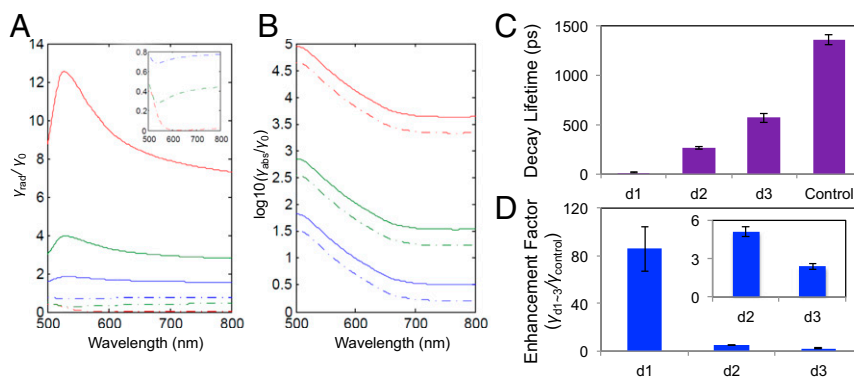 A
14
12
10
8
6
4
2
0
γrad/γ0
500 600 700 800
Wavelength (nm)
0.8
0.6
0.4
0.2
0
500 600 700 800
B
5
4.5
4
3.5
3
2.5
2
1.5
1
0.5
0
log10(γabs/γ0)
500 600 700 800
Wavelength (nm)
C
Decay Lifetime (ps)
1500
1000
500
0
d1 d2 d3 Control
D
Enhancement Factor
(γd1~3/γcontrol)
120
80
40
0
d1 d2 d3
6
3
0
d2 d3